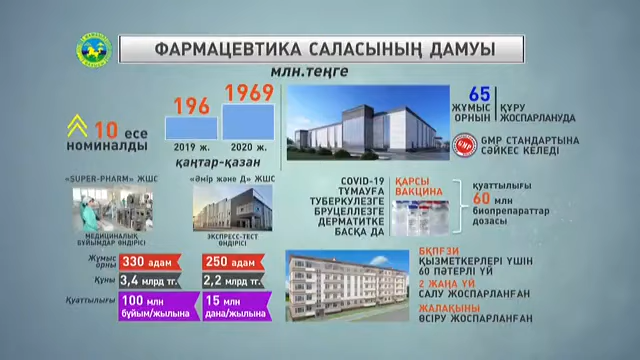 ФАРМАЦЕВТИКА САЛАСЫНЫҢ ДАМУЫ
млн.теңге
10 есе
номиналды
196
1969
2019 ж.
2020 ж.
қаңтар-қазан
65
ЖҰМЫС
ОРНЫН
ҚҰРУ
ЖОСПАРЛАНУДА
GMP
GMP СТАНДАРТЫНА
СӘЙКЕС КЕЛЕДІ
«SUPER-PHARM» ЖШС
«Әмір және Д» ЖШС
МЕДИЦИНАЛЫҚ
БҰЙЫМДАР ӨНДІРІСІ
ЭКСПРЕСС-ТЕСТ
ӨНДІРІСІ
Жұмыс
орны
330 адам
250 адам
Құны
3,4 млрд тг.
2,2 млрд тг.
Қуаттылығы
100 млн
бұйым/жылына
15 млн
дана/жылына
COVID-19
ТҰМАУҒА
ТУБЕРКУЛЕЗГЕ
БРУЦЕЛЛЕЗГЕ
ДЕРМАТИТКЕ
БАСҚА ДА
ҚАРСЫ
ВАКЦИНА
қуаттылығы
60 млн
биопрепараттар
дозасы
БҚПҒЗИ
ҚЫЗМЕТКЕРЛЕРІ ҮШІН
60 ПӘТЕРЛІ ҮЙ
2 ЖАҢА ҮЙ
САЛУ ЖОСПАРЛАНҒАН
ЖАЛАҚЫНЫ
ӨСІРУ ЖОСПАРЛАНҒАН